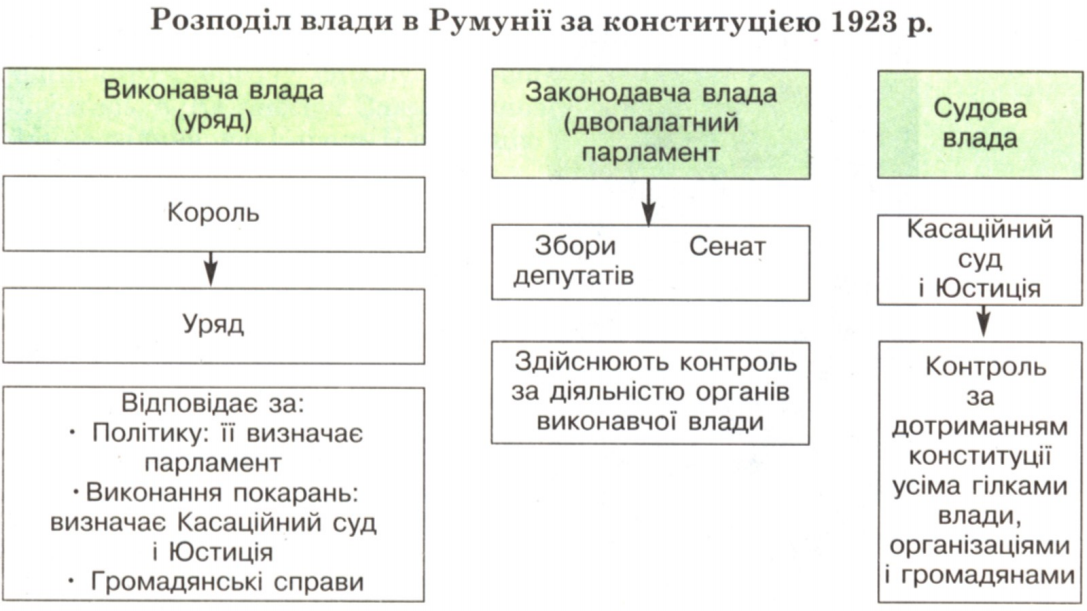 Розподіл влади в Румунії за конституцією 1923 р.
Виконавча влада
(уряд)
Король
Уряд
Відповідає за:
· Політику: її визначає
парламент
· Виконання покарань:
визначає Касаційний суд
і Юстиція
· Громадянські справи
Законодавча влада
(двопалатний
парламент
Збори Сенат
депутатів
Здійснюють контроль
за діяльністю органів
виконавчої влади
Судова
влада
Касаційний
суд
і Юстиція
Контроль
за
дотриманням
конституції
усіма гілками
влади,
організаціями
і громадянами